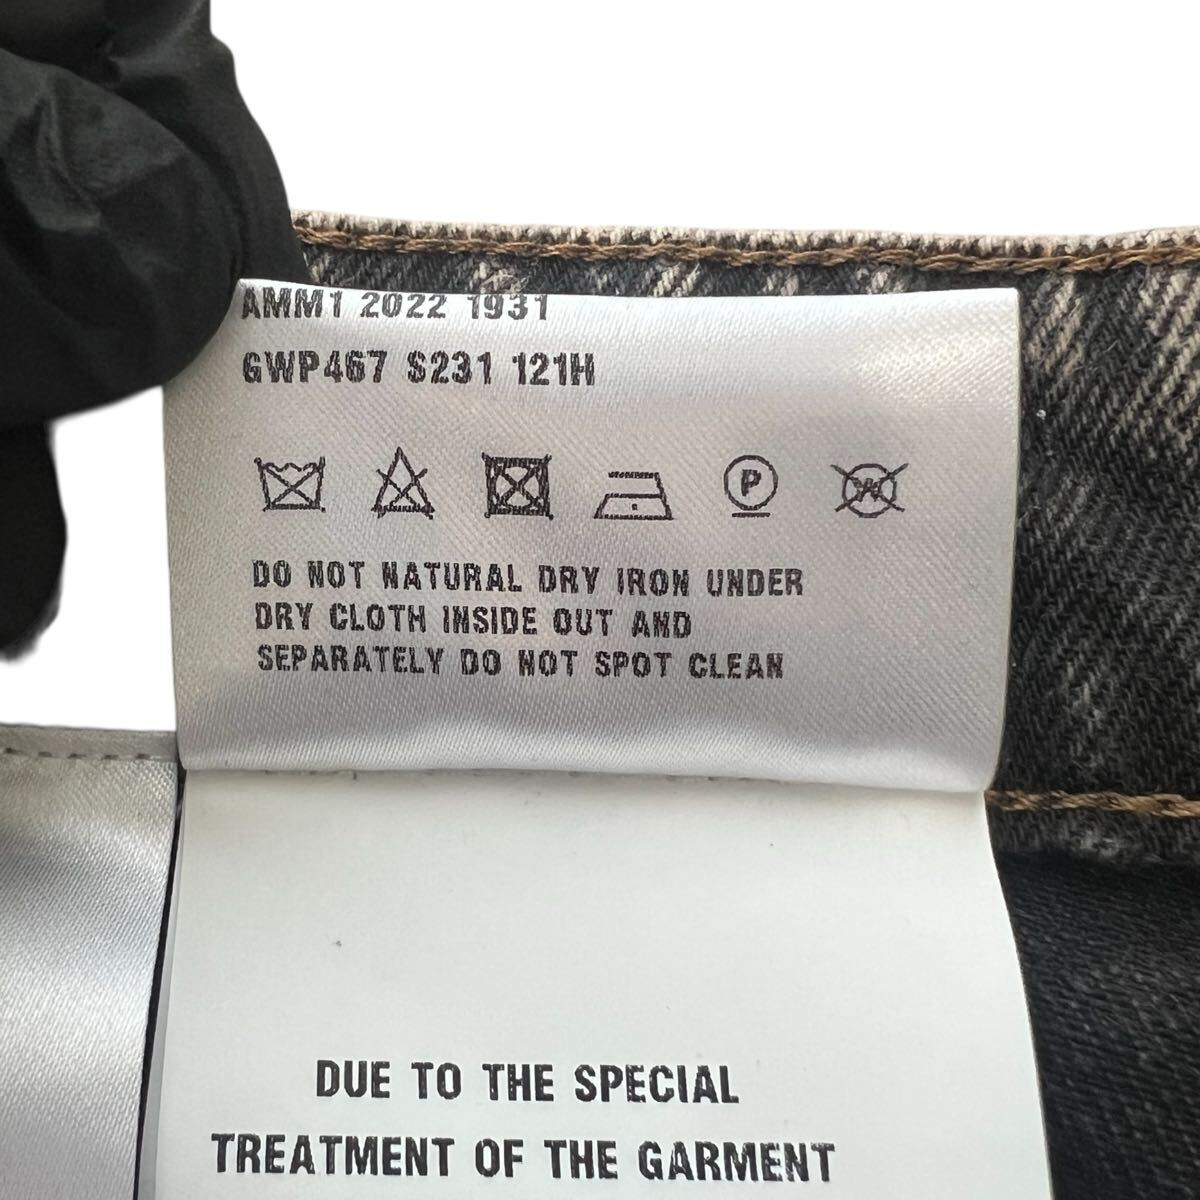 AMM1 2022 1931
GWP467 S231 121H
P W
DO NOT NATURAL DRY IRON UNDER
DRY CLOTH INSIDE OUT AND
SEPARATELY DO NOT SPOT CLEAN
DUE TO THE SPECIAL
TREATMENT OF THE GARMENT